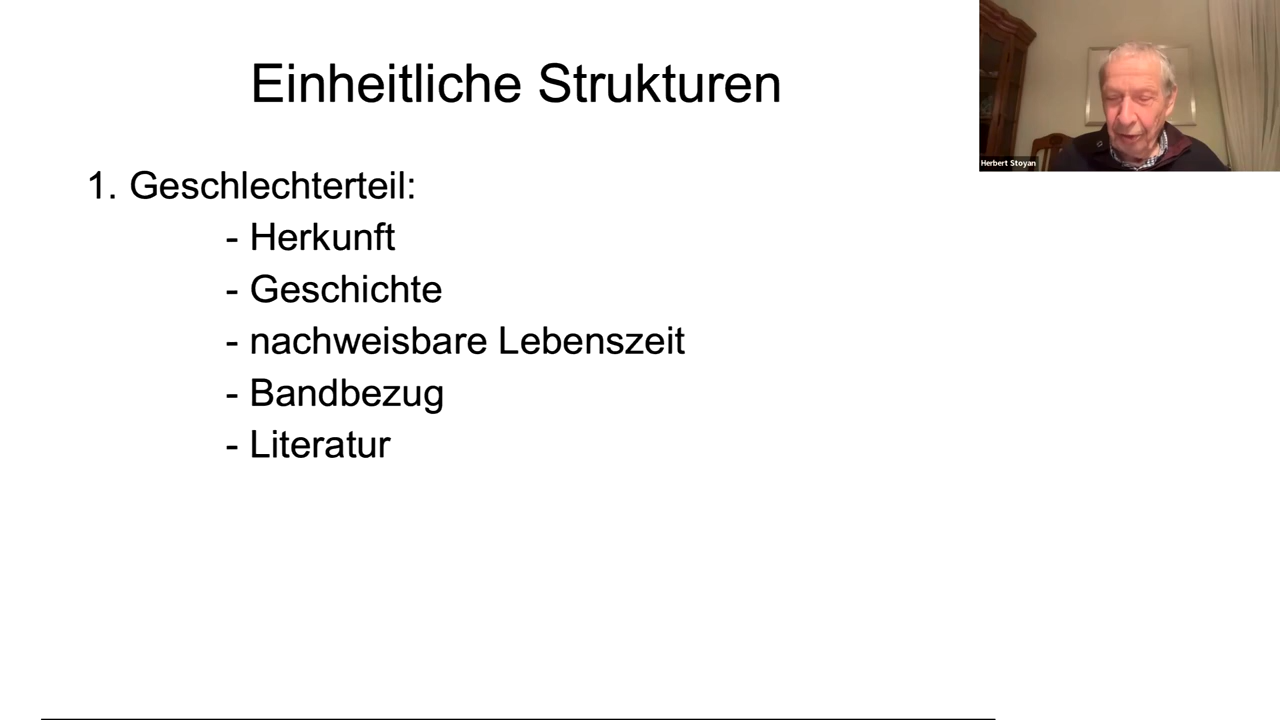 Einheitliche Strukturen
1. Geschlechterteil:
- Herkunft
- Geschichte
- nachweisbare Lebenszeit
- Bandbezug
- Literatur
Herbert Stoyan